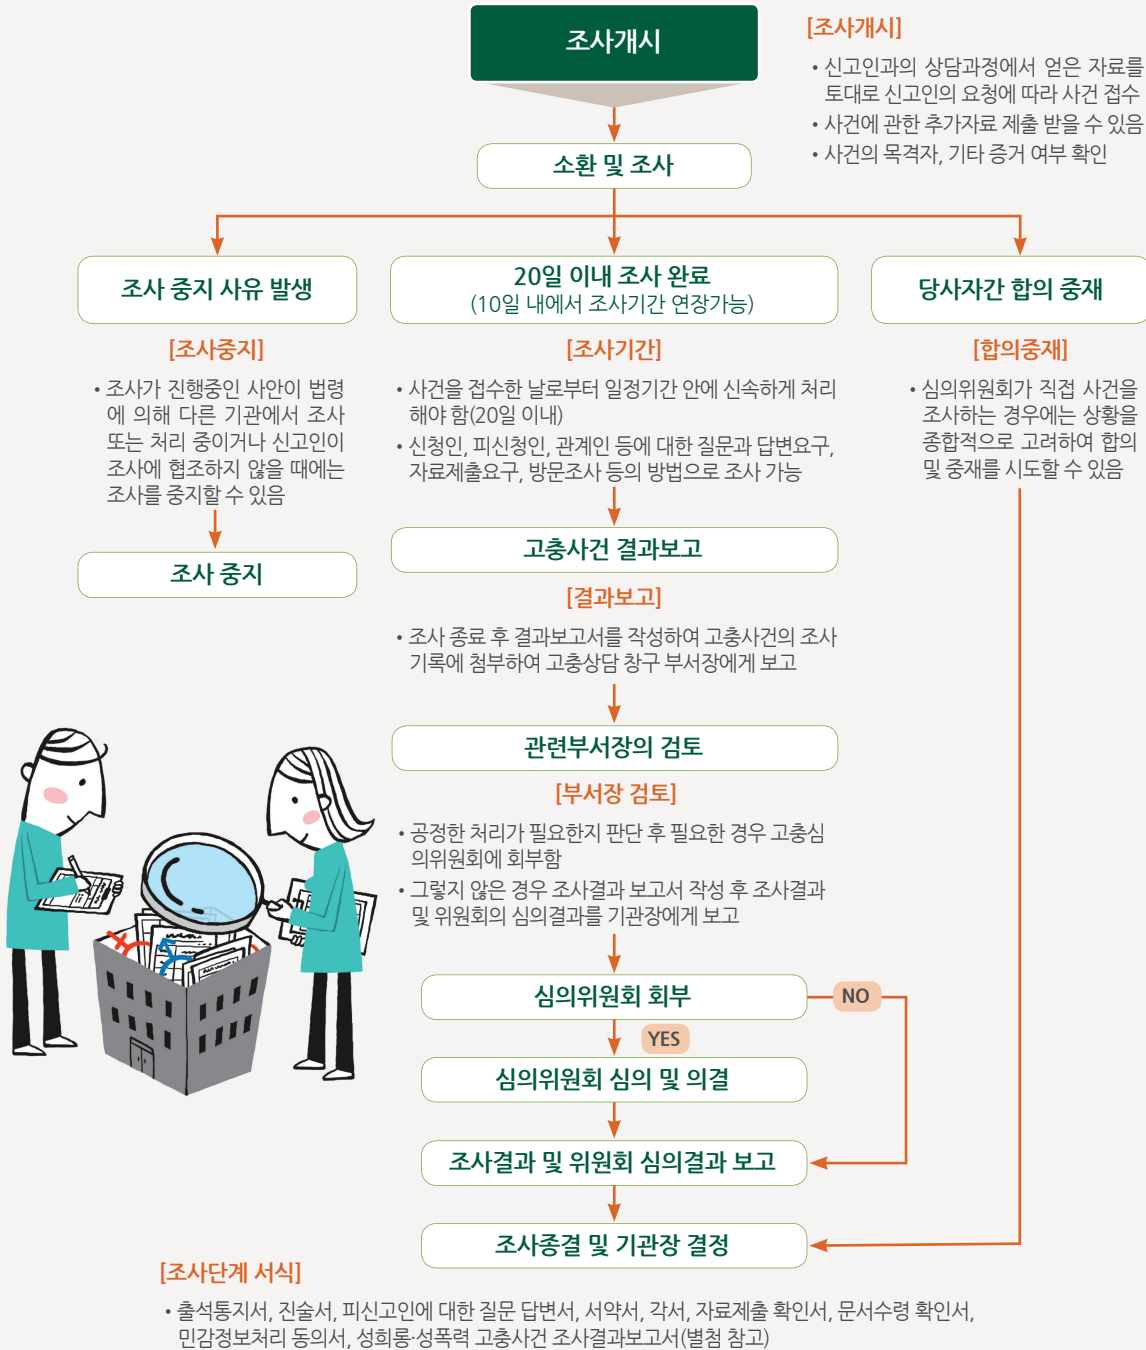 조사개시
[조사개시]
• 신고인과의 상담과정에서 얻은 자료를
토대로 신고인의 요청에 따라 사건 접수
• 사건에 관한 추가자료 제출 받을 수 있음
• 사건의 목격자, 기타 증거 여부 확인
소환 및 조사
조사 중지 사유 발생
[조사중지]
• 조사가 진행중인 사안이 법령
에 의해 다른 기관에서 조사
또는 처리 중이거나 신고인이
조사에 협조하지 않을 때에는
조사를 중지할 수 있음
조사 중지
20일 이내 조사 완료
(10일 내에서 조사기간 연장가능)
[조사기간]
• 사건을 접수한 날로부터 일정기간 안에 신속하게 처리
해야 함(20일 이내)
• 신청인, 피신청인, 관계인 등에 대한 질문과 답변요구,
자료제출요구, 방문조사 등의 방법으로 조사 가능
당사자간 합의 중재
[합의중재]
• 심의위원회가 직접 사건을
조사하는 경우에는 상황을
종합적으로 고려하여 합의
및 중재를 시도할 수 있음
고충사건 결과보고
[결과보고]
• 조사 종료 후 결과보고서를 작성하여 고충사건의 조사
기록에 첨부하여 고충상담 창구 부서장에게 보고
관련부서장의 검토
[부서장 검토]
• 공정한 처리가 필요한지 판단 후 필요한 경우 고충심
의위원회에 회부함
• 그렇지 않은 경우 조사결과 보고서 작성 후 조사결과
및 위원회의 심의결과를 기관장에게 보고
심의위원회 회부
NO
YES
심의위원회 심의 및 의결
조사결과 및 위원회 심의결과 보고
조사종결 및 기관장 결정
[조사단계 서식]
• 출석통지서, 진술서, 피신고인에 대한 질문 답변서, 서약서, 각서, 자료제출 확인서, 문서수령 확인서,
민감정보처리 동의서, 성희롱·성폭력 고충사건 조사결과보고서(별첨 참고)